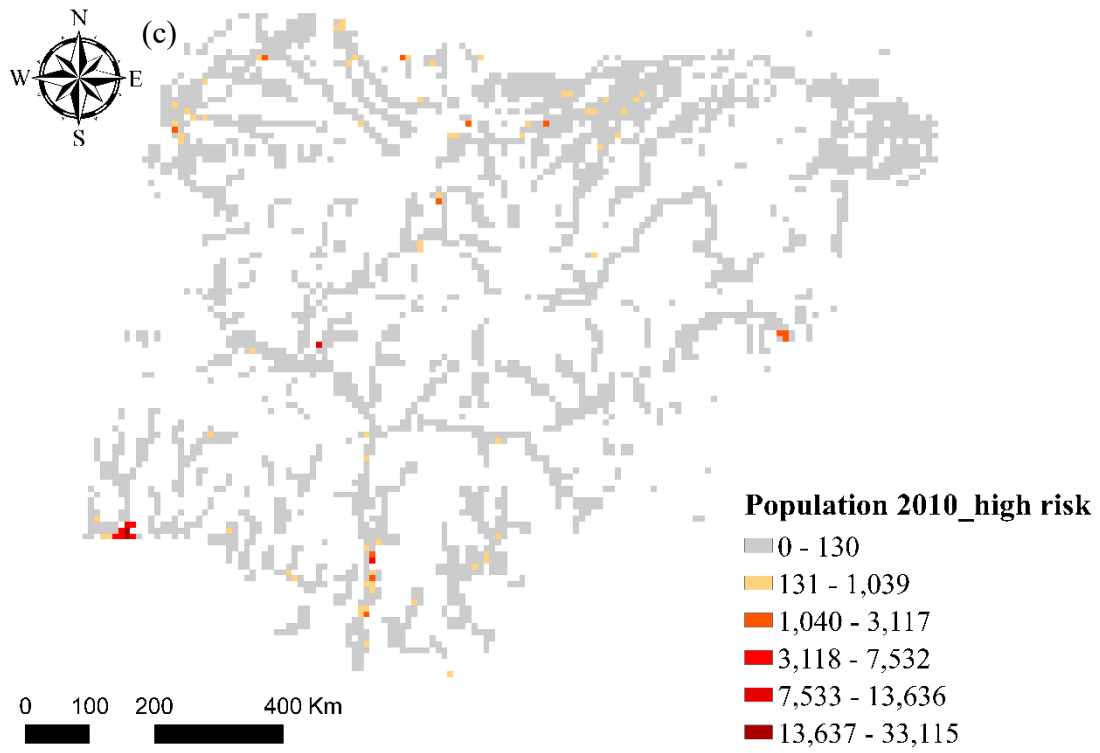 N
(c)
W E
S
Population 2010_high risk
0 - 130
131 - 1,039
1,040 - 3,117
3,118 - 7,532
7,533 - 13,636
13,637 - 33,115
0 100 200 400 Km